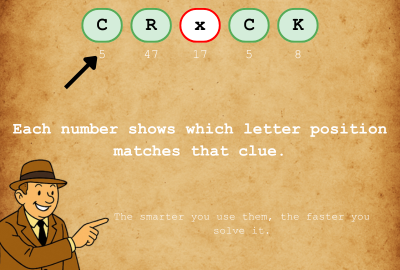 C R x C K
5 47 17 5 8
Each number shows which letter position
matches that clue.
The smarter you use them, the faster you
solve it.